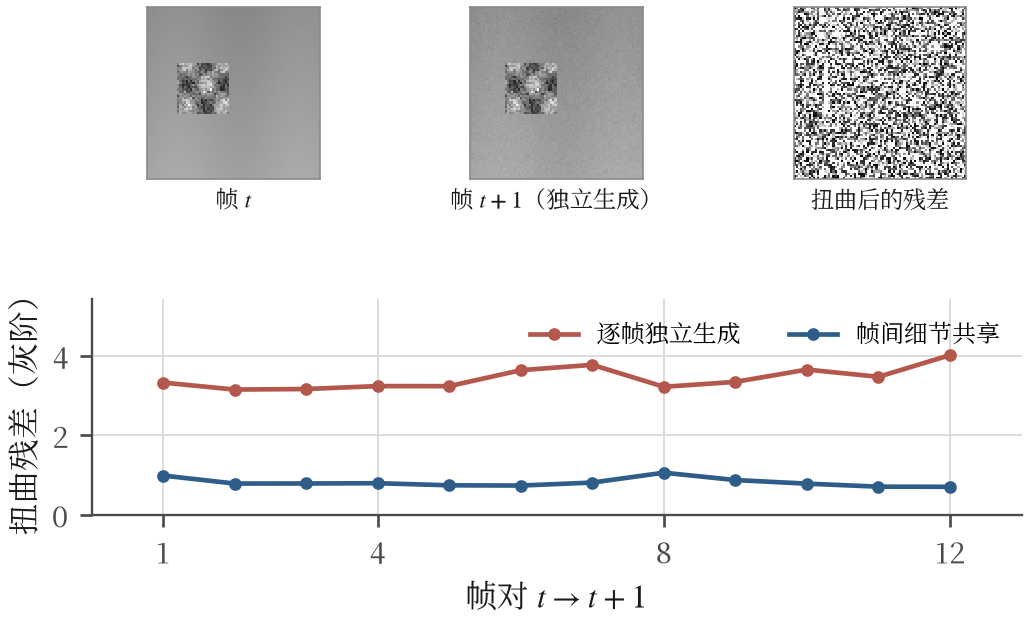 帧 t
帧 t + 1（独立生成）
扭曲后的残差
扭曲残差（灰阶）
4
2
0
逐帧独立生成
帧间细节共享
1
4
8
12
帧对 t → t + 1